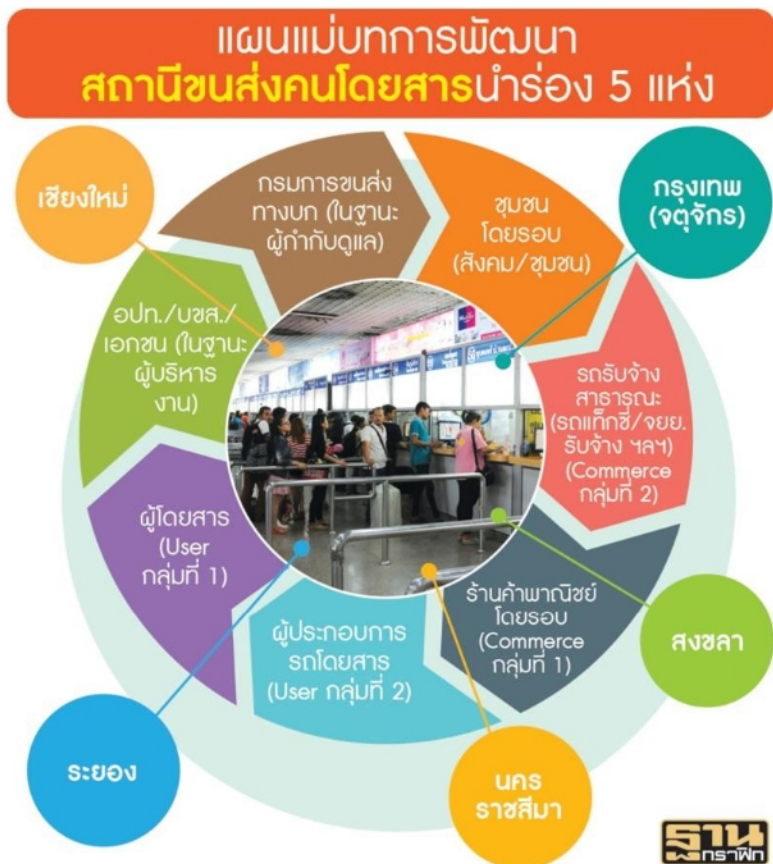 แผนแม่บทการพัฒนา
สถานีขนส่งคนโดยสารนำร่อง 5 แห่ง
เชียงใหม่
กรมการขนส่ง
ทางบก (ในฐานะ
ผู้กำกับดูแล)
ชุมชน
โดยรอบ
(สังคม/ชุมชน)
กรุงเทพ
(จตุจักร)
อปท./บขส./
เอกชน (ในฐานะ
ผู้บริหาร
งาน)
รถรับจ้าง
สาธารณะ
(รถแท็กซี่/จยย.
รับจ้าง ฯลฯ)
(Commerce
กลุ่มที่ 2)
ผู้โดยสาร
(User
กลุ่มที่ 1)
ผู้ประกอบการ
รถโดยสาร
(User กลุ่มที่ 2)
ร้านค้าพาณิชย์
โดยรอบ
(Commerce
กลุ่มที่ 1)
สงขลา
ระยอง
นคร
ราชสีมา
ฐาน
กราฟิก